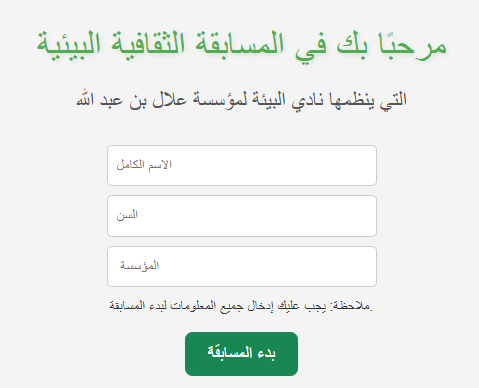 مرحبًا بك في المسابقة الثقافية البيئية
التي ينظمها نادي البيئة لمؤسسة علال بن عبد الله
الاسم الكامل
السن
المؤسسة
ملاحظة: يجب عليك إدخال جميع المعلومات لبدء المسابقة.
بدء المسابقة